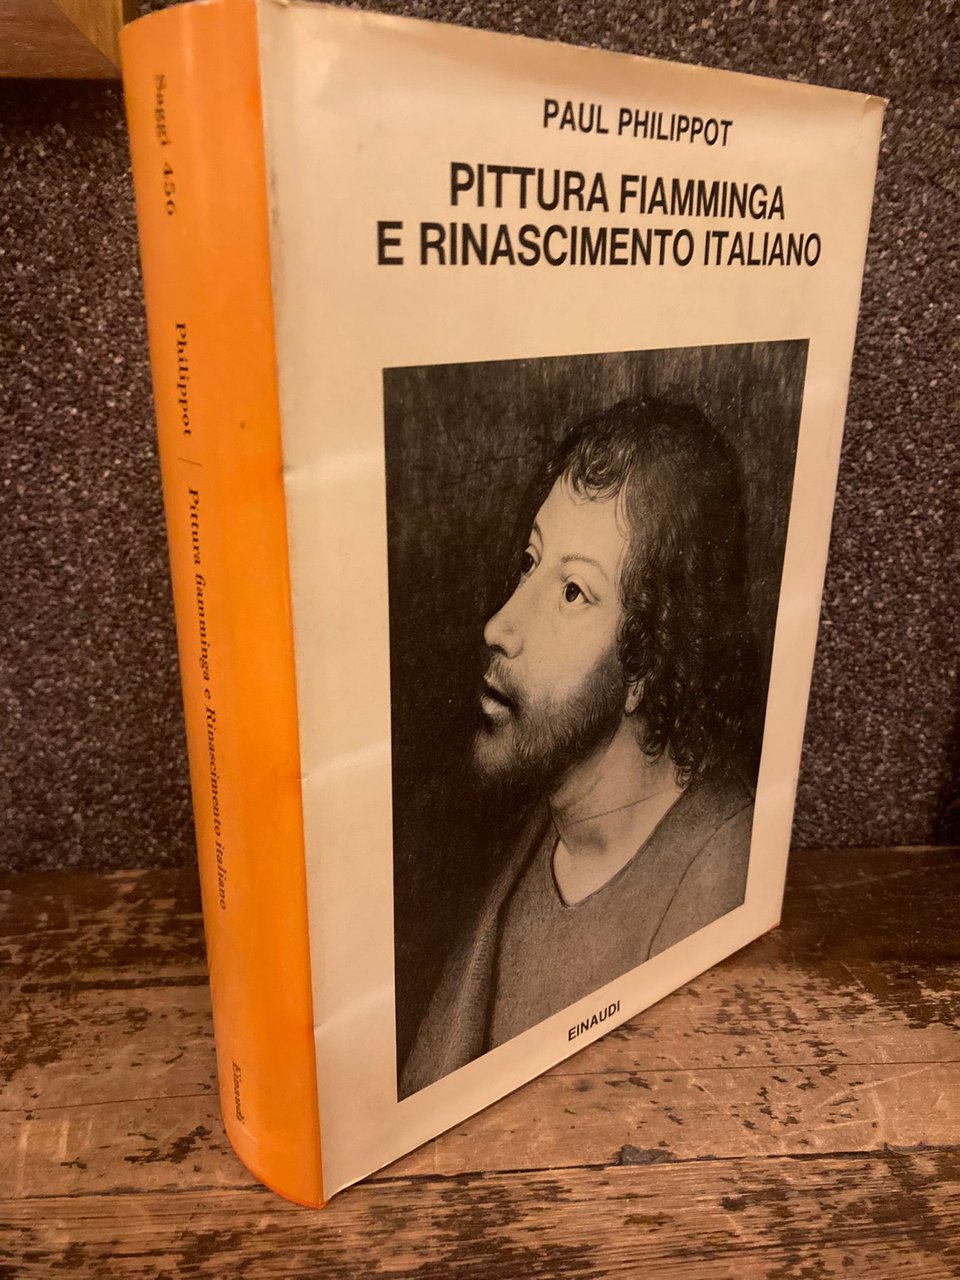 PAUL PHILIPPOT
PITTURA FIAMMINGA
E RINASCIMENTO ITALIANO
EINAUDI
Saggi 456
Philippot | Pittura fiamminga e Rinascimento italiano
Einaudi